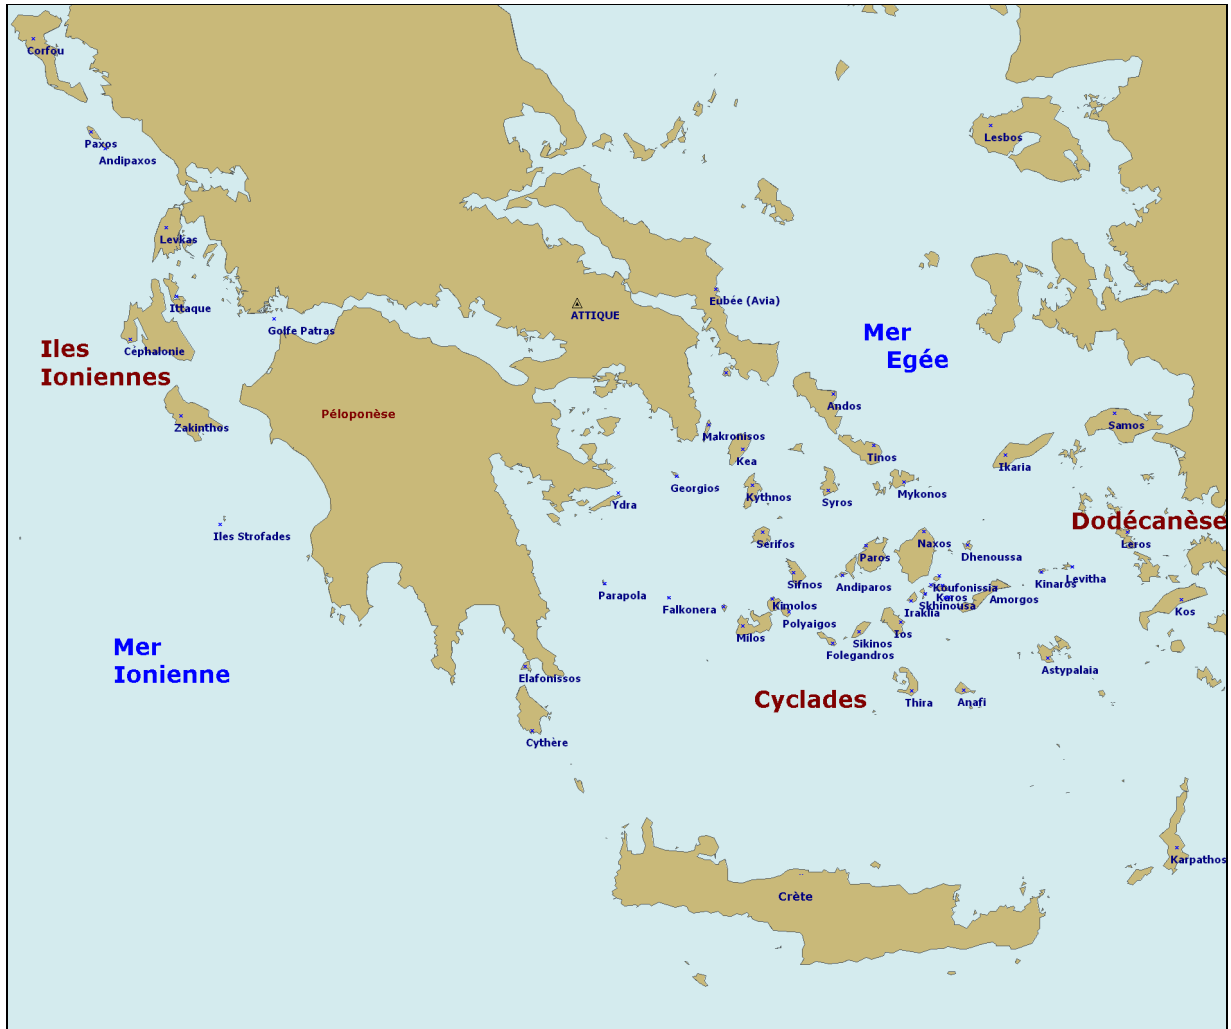 Corfou
Lesbos
Paxos
Andipaxos
Levkas
Ittaque
Eubée (Avia)
ATTIQUE
Golfe Patras
Mer
Egée
Iles
Ioniennes
Céphalonie
Andos
Péloponèse
Samos
Zakinthos
Makronisos
Kea
Tinos
Ikaria
Georgios
Kythnos
Mykonos
Ydra
Syros
Dodécanèse
Iles Strofades
Serifos
Naxos
Leros
Paros
Dhenoussa
Sifnos
Andiparos
Koufonissia
Kinaros
Levitha
Parapola
Keros
Amorgos
Falkonera
Kimolos
Skhinousa
Iraklia
Kos
Polyaigos
Milos
Ios
Sikinos
Folegandros
Mer
Ionienne
Astypalaia
Elafonissos
Cyclades
Thira
Anafi
Cythère
Karpathos
Crète